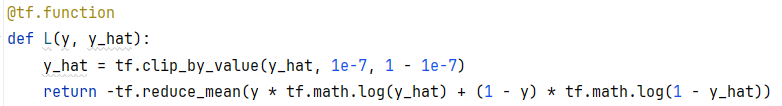 @tf.function
def L(y, y_hat):
    y_hat = tf.clip_by_value(y_hat, 1e-7, 1 - 1e-7)
    return -tf.reduce_mean(y * tf.math.log(y_hat) + (1 - y) * tf.math.log(1 - y_hat))